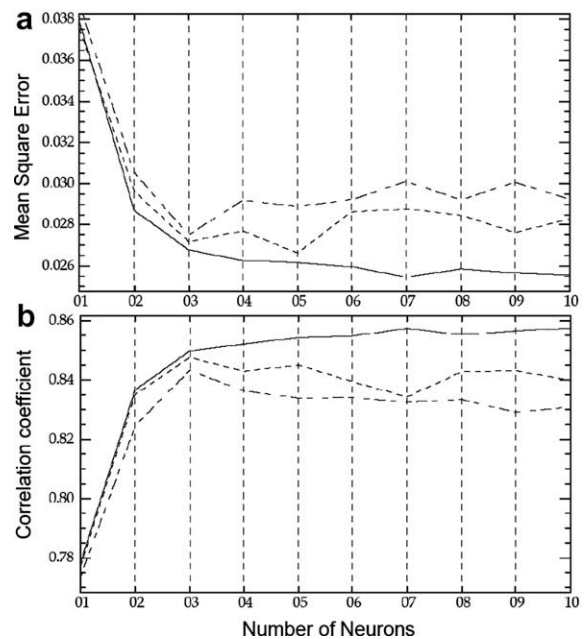 a
Mean Square Error
0.038
0.036
0.034
0.032
0.030
0.028
0.026
01 02 03 04 05 06 07 08 09 10
b
Correlation coefficient
0.86
0.84
0.82
0.80
0.78
01 02 03 04 05 06 07 08 09 10
Number of Neurons